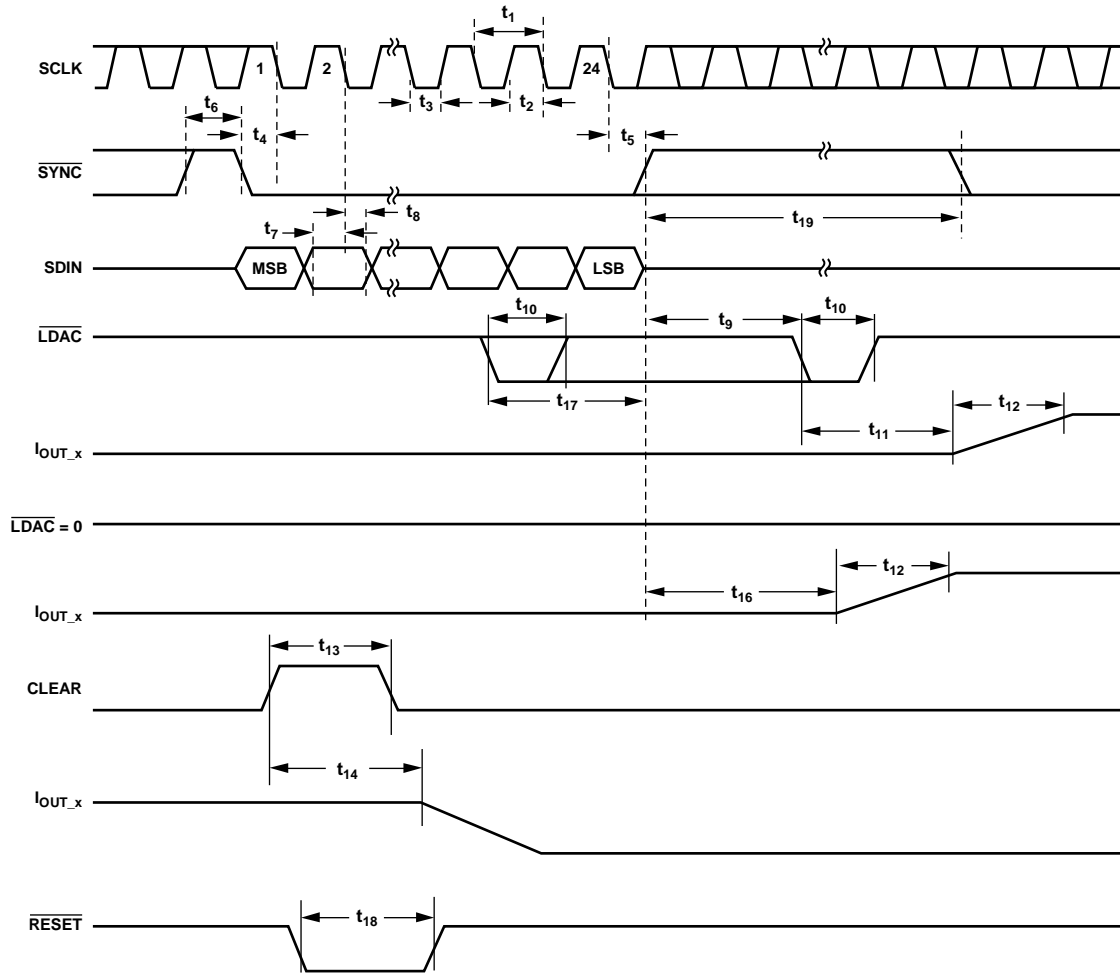 t1
SCLK
1
2
24
t3
t2
t6
t4
t5
SYNC
t19
t7
t8
SDIN
MSB
LSB
t10
t9
t10
LDAC
t17
t11
t12
IOUT_x
LDAC = 0
t16
t12
IOUT_x
t13
CLEAR
t14
IOUT_x
t18
RESET